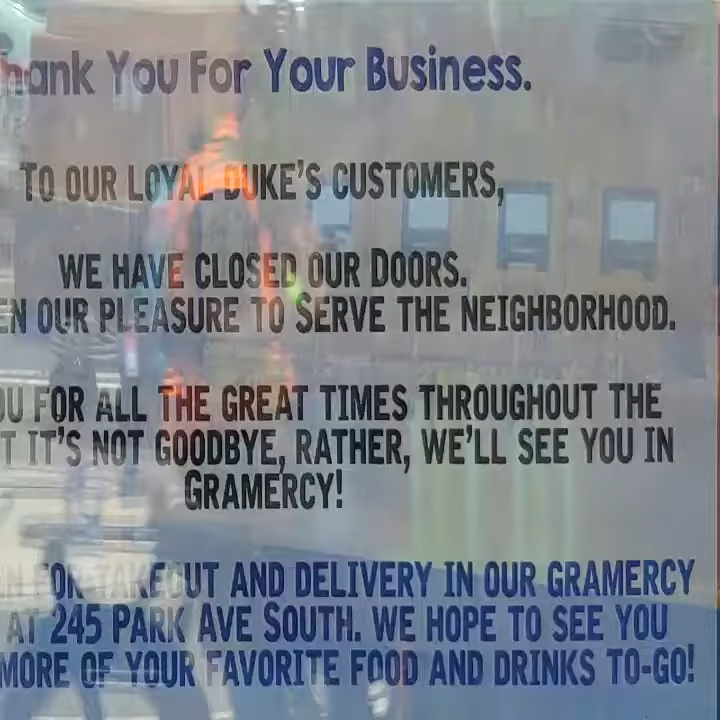 hank You For Your Business.
TO OUR LOYAL DUKE'S CUSTOMERS,
WE HAVE CLOSED OUR DOORS.
EN OUR PLEASURE TO SERVE THE NEIGHBORHOOD.
OU FOR ALL THE GREAT TIMES THROUGHOUT THE
T IT'S NOT GOODBYE, RATHER, WE'LL SEE YOU IN
GRAMERCY!
N FOR TAKEOUT AND DELIVERY IN OUR GRAMERCY
AT 245 PARK AVE SOUTH. WE HOPE TO SEE YOU
MORE OF YOUR FAVORITE FOOD AND DRINKS TO-GO!